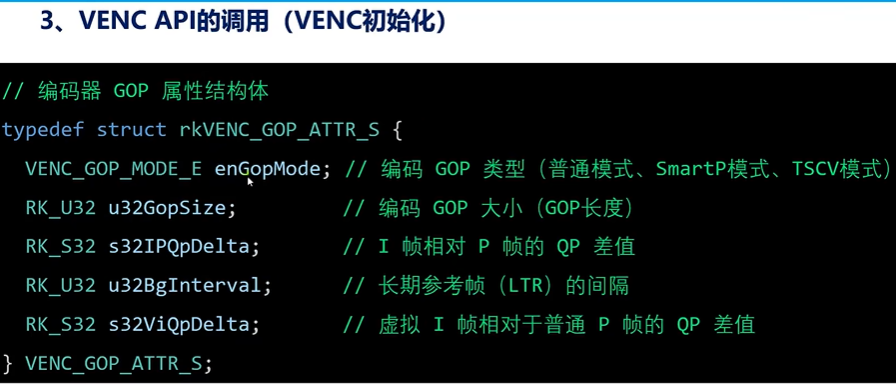 3、VENC API的调用（VENC初始化）
// 编码器 GOP 属性结构体
typedef struct rkVENC_GOP_ATTR_S {
VENC_GOP_MODE_E enGopMode; // 编码 GOP 类型（普通模式、SmartP模式、TSCV模式）
RK_U32 u32GopSize; // 编码 GOP 大小（GOP长度）
RK_S32 s32IPQpDelta; // I 帧相对 P 帧的 QP 差值
RK_U32 u32BgInterval; // 长期参考帧（LTR）的间隔
RK_S32 s32ViQpDelta; // 虚拟 I 帧相对于普通 P 帧的 QP 差值
} VENC_GOP_ATTR_S;